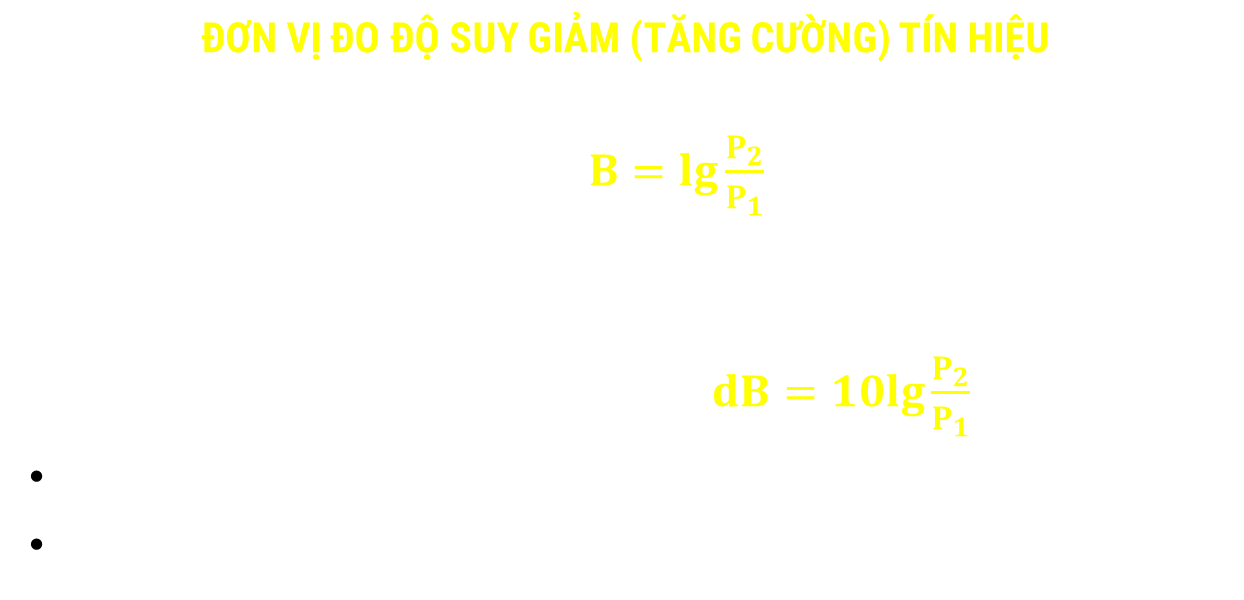 ĐƠN VỊ ĐO ĐỘ SUY GIẢM (TĂNG CƯỜNG) TÍN HIỆU
B = lg P₂/P₁
dB = 10lg P₂/P₁
•
•